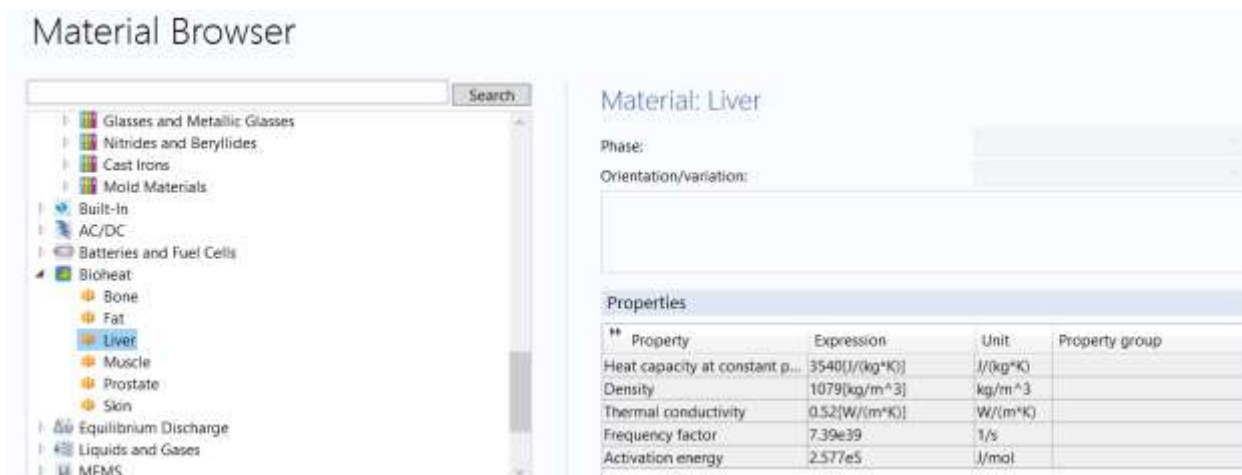 Material Browser
Search
Glasses and Metallic Glasses
Nitrides and Beryllides
Cast Irons
Mold Materials
Built-In
AC/DC
Batteries and Fuel Cells
Bioheat
Bone
Fat
Liver
Muscle
Prostate
Skin
Equilibrium Discharge
Liquids and Gases
MEMS
Material: Liver
Phase:
Orientation/variation:
Properties
Property Expression Unit Property group
Heat capacity at constant p... 3540[J/(kg*K)] J/(kg*K)
Density 1079[kg/m^3] kg/m^3
Thermal conductivity 0.52[W/(m*K)] W/(m*K)
Frequency factor 7.39e39 1/s
Activation energy 2.577e5 J/mol